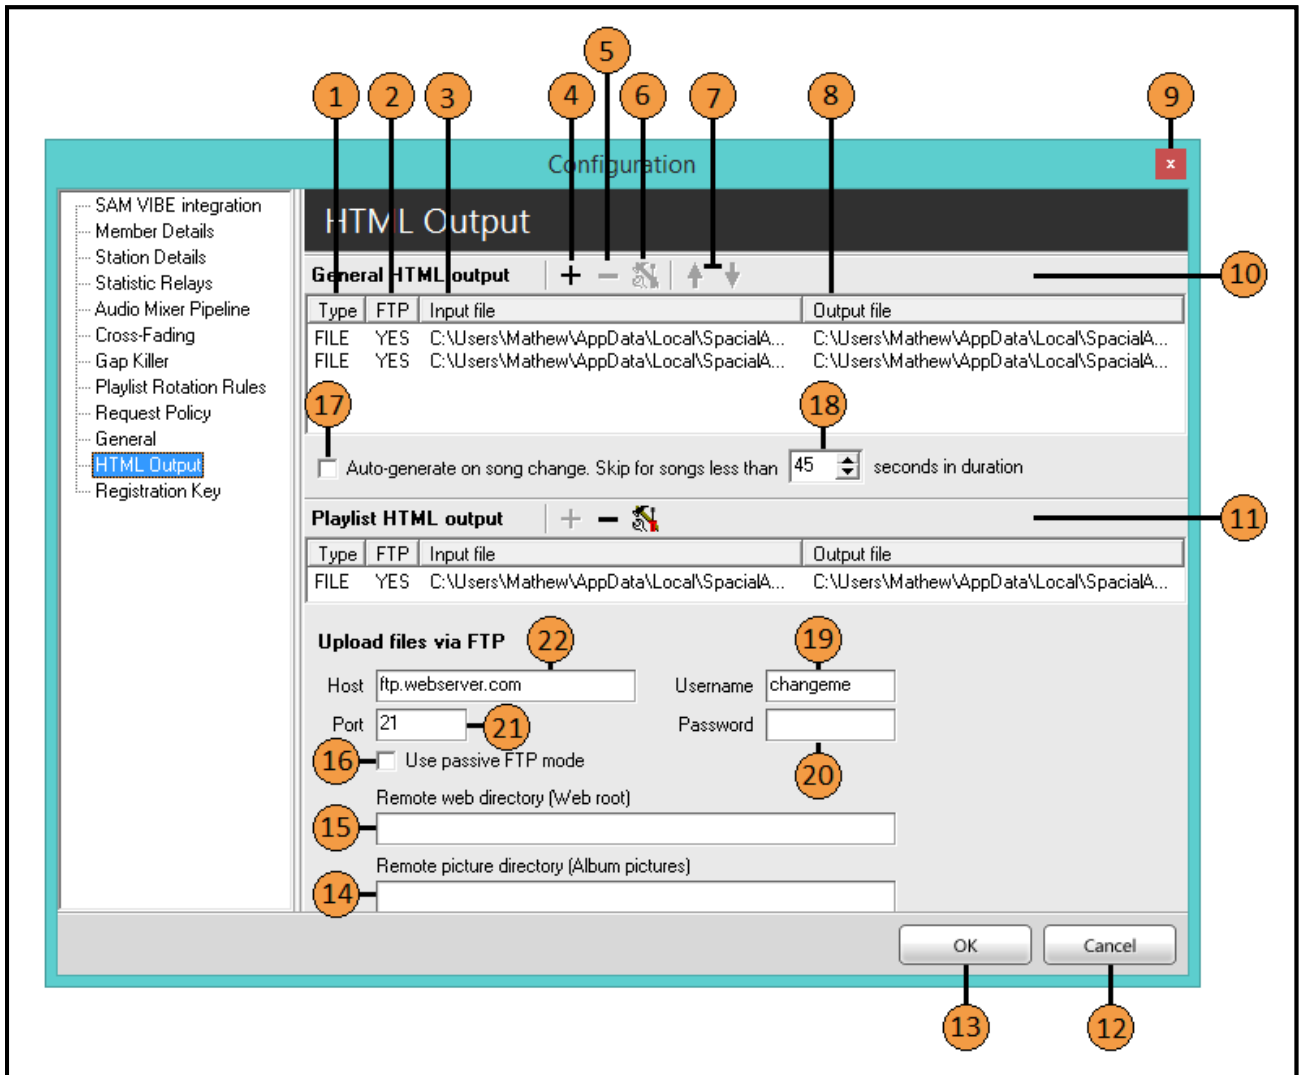 5
1 2 3 4 6 7 8 9
Configuration
x
SAM VIBE integration
Member Details
Station Details
Statistic Relays
Audio Mixer Pipeline
Cross-Fading
Gap Killer
Playlist Rotation Rules
Request Policy
General
HTML Output
Registration Key
HTML Output
General HTML output
10
Type FTP Input file Output file
FILE YES C:\Users\Mathew\AppData\Local\SpacialA... C:\Users\Mathew\AppData\Local\SpacialA...
FILE YES C:\Users\Mathew\AppData\Local\SpacialA... C:\Users\Mathew\AppData\Local\SpacialA...
17 18
Auto-generate on song change. Skip for songs less than 45 seconds in duration
Playlist HTML output
11
Type FTP Input file Output file
FILE YES C:\Users\Mathew\AppData\Local\SpacialA... C:\Users\Mathew\AppData\Local\SpacialA...
Upload files via FTP 22 19
Host ftp.webserver.com Username changeme
Port 21 21 Password
16 Use passive FTP mode 20
Remote web directory (Web root)
15
Remote picture directory (Album pictures)
14
OK Cancel
13 12